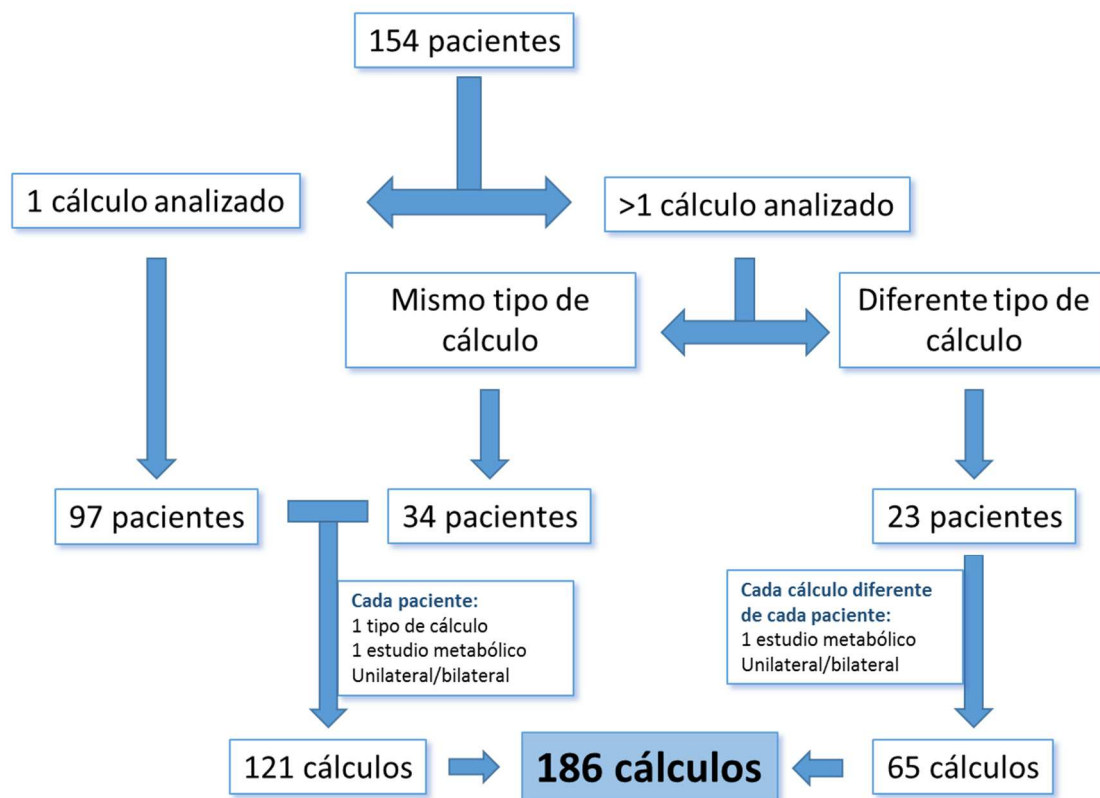 154 pacientes
1 cálculo analizado
>1 cálculo analizado
Mismo tipo de
cálculo
Diferente tipo de
cálculo
97 pacientes
34 pacientes
23 pacientes
Cada paciente:
1 tipo de cálculo
1 estudio metabólico
Unilateral/bilateral
Cada cálculo diferente
de cada paciente:
1 estudio metabólico
Unilateral/bilateral
121 cálculos
186 cálculos
65 cálculos